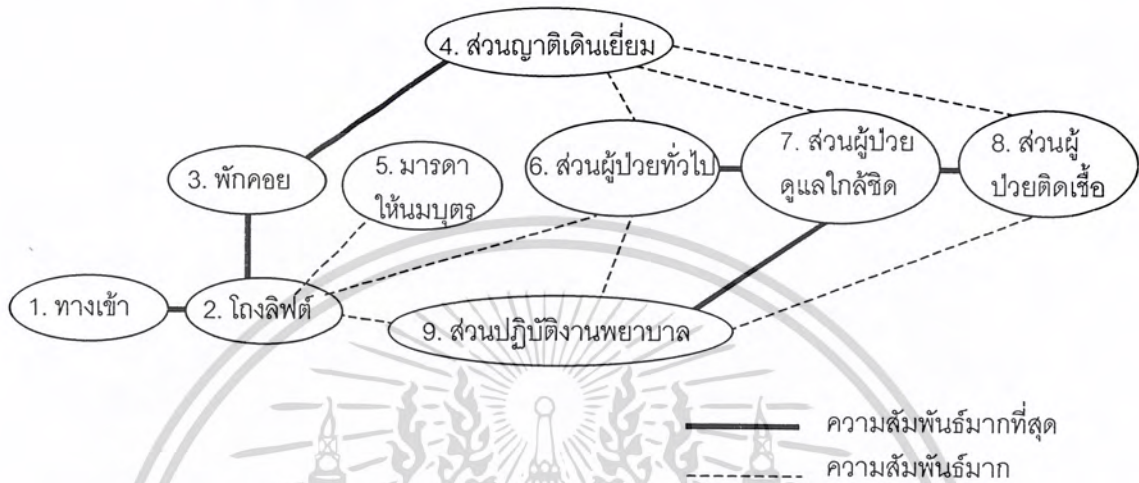 4. ส่วนญาติเดินเยี่ยม
3. พักคอย
5. มารดา
ให้นมบุตร
6. ส่วนผู้ป่วยทั่วไป
7. ส่วนผู้ป่วย
ดูแลใกล้ชิด
8. ส่วนผู้
ป่วยติดเชื้อ
1. ทางเข้า
2. โถงลิฟต์
9. ส่วนปฏิบัติงานพยาบาล
ความสัมพันธ์มากที่สุด
ความสัมพันธ์มาก